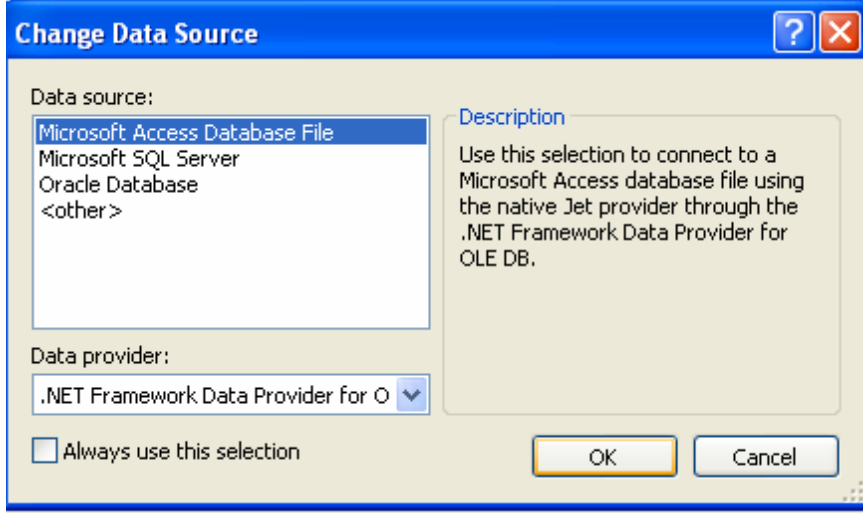 Change Data Source
Data source:
Microsoft Access Database File
Microsoft SQL Server
Oracle Database
<other>
Data provider:
.NET Framework Data Provider for O
Always use this selection
Description
Use this selection to connect to a
Microsoft Access database file using
the native Jet provider through the
.NET Framework Data Provider for
OLE DB.
OK
Cancel